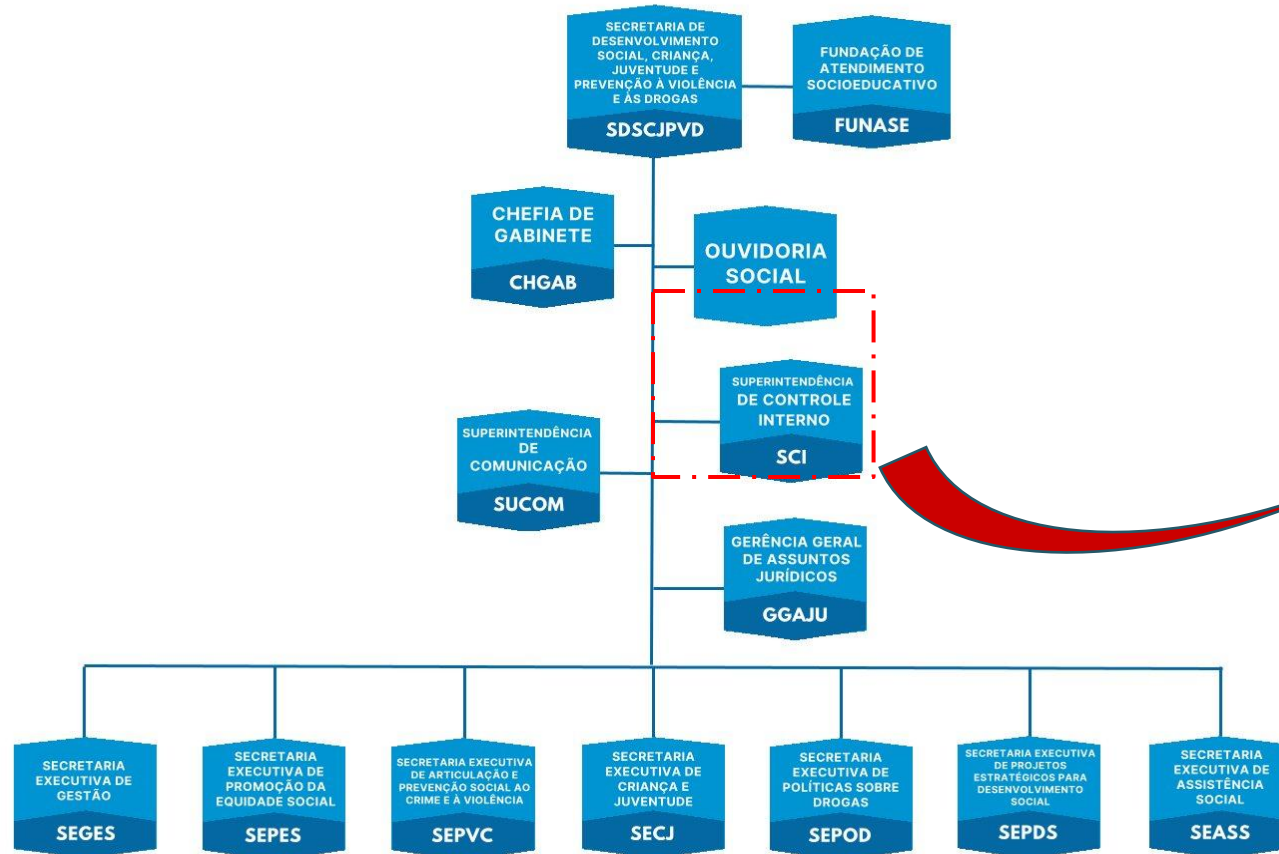 SECRETARIA DE
DESENVOLVIMENTO
SOCIAL, CRIANÇA,
JUVENTUDE E
PREVENÇÃO À VIOLÊNCIA
E ÀS DROGAS
SDSCJPVD
FUNDAÇÃO DE
ATENDIMENTO
SOCIOEDUCATIVO
FUNASE
CHEFIA DE
GABINETE
CHGAB
OUVIDORIA
SOCIAL
SUPERINTENDÊNCIA
DE CONTROLE
INTERNO
SCI
SUPERINTENDÊNCIA
DE
COMUNICAÇÃO
SUCOM
GERÊNCIA GERAL
DE ASSUNTOS
JURÍDICOS
GGAJU
SECRETARIA
EXECUTIVA DE
GESTÃO
SEGES
SECRETARIA
EXECUTIVA DE
PROMOÇÃO DA
EQUIDADE SOCIAL
SEPES
SECRETARIA EXECUTIVA
DE ARTICULAÇÃO E
PREVENÇÃO SOCIAL AO
CRIME E À VIOLÊNCIA
SEPVC
SECRETARIA
EXECUTIVA DE
CRIANÇA E
JUVENTUDE
SECJ
SECRETARIA
EXECUTIVA DE
POLÍTICAS SOBRE
DROGAS
SEPOD
SECRETARIA EXECUTIVA
DE PROJETOS
ESTRATÉGICOS PARA
DESENVOLVIMENTO
SOCIAL
SEPDS
SECRETARIA
EXECUTIVA DE
ASSISTÊNCIA
SOCIAL
SEASS